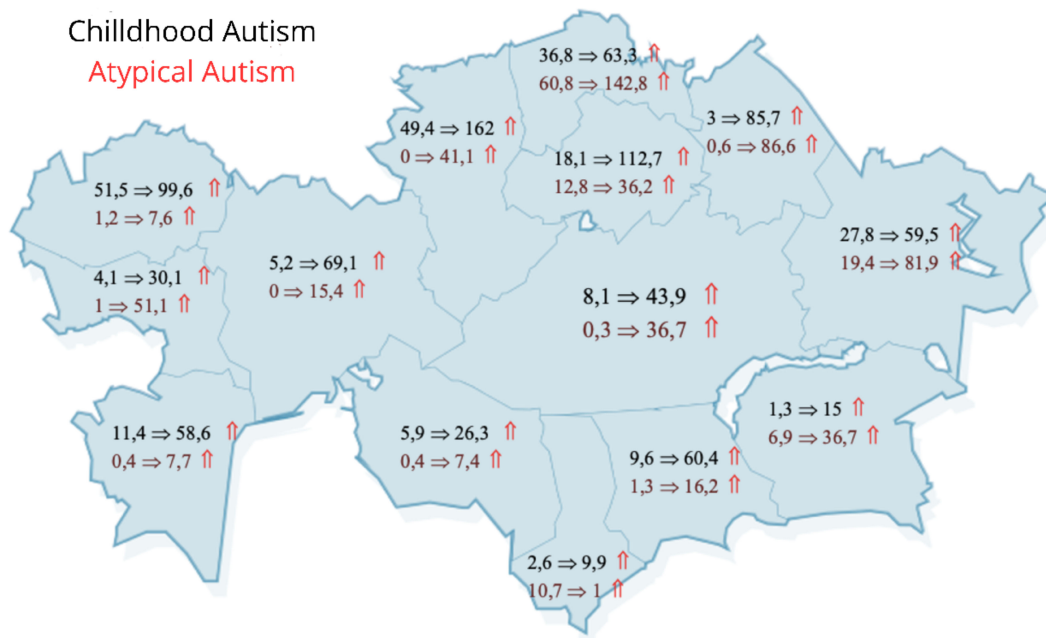 Chilldhood Autism
Atypical Autism
36,8 ⇒ 63,3 ⇑
60,8 ⇒ 142,8 ⇑
49,4 ⇒ 162 ⇑
0 ⇒ 41,1 ⇑
3 ⇒ 85,7 ⇑
0,6 ⇒ 86,6 ⇑
18,1 ⇒ 112,7 ⇑
12,8 ⇒ 36,2 ⇑
51,5 ⇒ 99,6 ⇑
1,2 ⇒ 7,6 ⇑
27,8 ⇒ 59,5 ⇑
19,4 ⇒ 81,9 ⇑
4,1 ⇒ 30,1 ⇑
1 ⇒ 51,1 ⇑
5,2 ⇒ 69,1 ⇑
0 ⇒ 15,4 ⇑
8,1 ⇒ 43,9 ⇑
0,3 ⇒ 36,7 ⇑
11,4 ⇒ 58,6 ⇑
0,4 ⇒ 7,7 ⇑
5,9 ⇒ 26,3 ⇑
0,4 ⇒ 7,4 ⇑
1,3 ⇒ 15 ⇑
6,9 ⇒ 36,7 ⇑
9,6 ⇒ 60,4 ⇑
1,3 ⇒ 16,2 ⇑
2,6 ⇒ 9,9 ⇑
10,7 ⇒ 1 ⇑